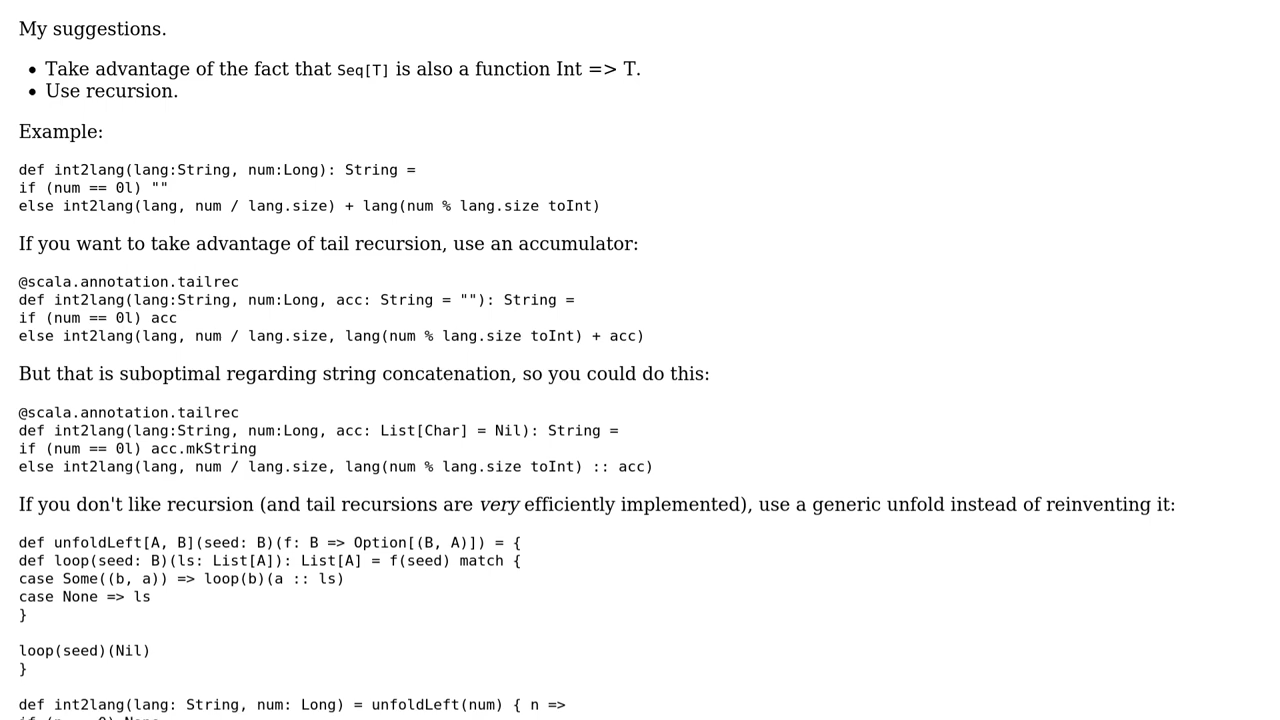 My suggestions.
• Take advantage of the fact that Seq[T] is also a function Int => T.
• Use recursion.
Example:
def int2lang(lang:String, num:Long): String =
if (num == 0l) ""
else int2lang(lang, num / lang.size) + lang(num % lang.size toInt)
If you want to take advantage of tail recursion, use an accumulator:
@scala.annotation.tailrec
def int2lang(lang:String, num:Long, acc: String = ""): String =
if (num == 0l) acc
else int2lang(lang, num / lang.size, lang(num % lang.size toInt) + acc)
But that is suboptimal regarding string concatenation, so you could do this:
@scala.annotation.tailrec
def int2lang(lang:String, num:Long, acc: List[Char] = Nil): String =
if (num == 0l) acc.mkString
else int2lang(lang, num / lang.size, lang(num % lang.size toInt) :: acc)
If you don't like recursion (and tail recursions are very efficiently implemented), use a generic unfold instead of reinventing it:
def unfoldLeft[A, B](seed: B)(f: B => Option[(B, A)]) = {
def loop(seed: B)(ls: List[A]): List[A] = f(seed) match {
case Some((b, a)) => loop(b)(a :: ls)
case None => ls
}
loop(seed)(Nil)
}
def int2lang(lang: String, num: Long) = unfoldLeft(num) { n =>